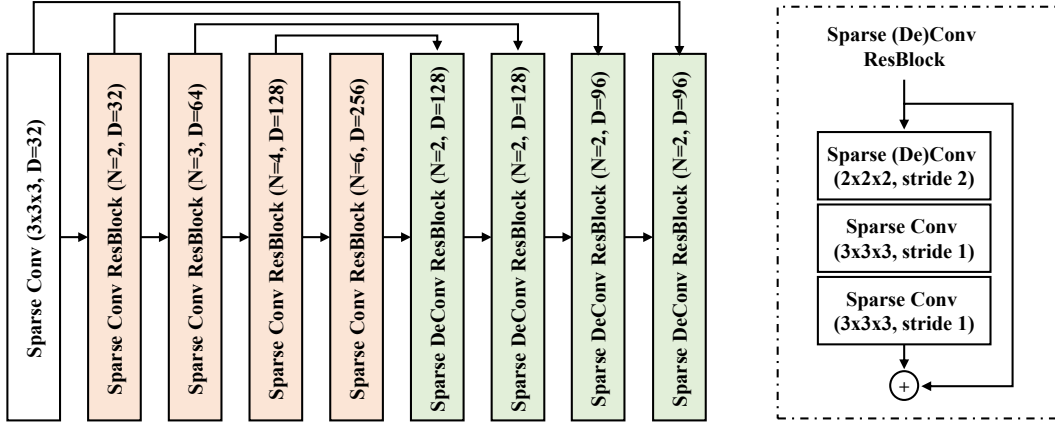 Sparse Conv (3x3x3, D=32)
Sparse Conv ResBlock (N=2, D=32)
Sparse Conv ResBlock (N=3, D=64)
Sparse Conv ResBlock (N=4, D=128)
Sparse Conv ResBlock (N=6, D=256)
Sparse DeConv ResBlock (N=2, D=128)
Sparse DeConv ResBlock (N=2, D=128)
Sparse DeConv ResBlock (N=2, D=96)
Sparse DeConv ResBlock (N=2, D=96)
Sparse (De)Conv
ResBlock
Sparse (De)Conv
(2x2x2, stride 2)
Sparse Conv
(3x3x3, stride 1)
Sparse Conv
(3x3x3, stride 1)
+